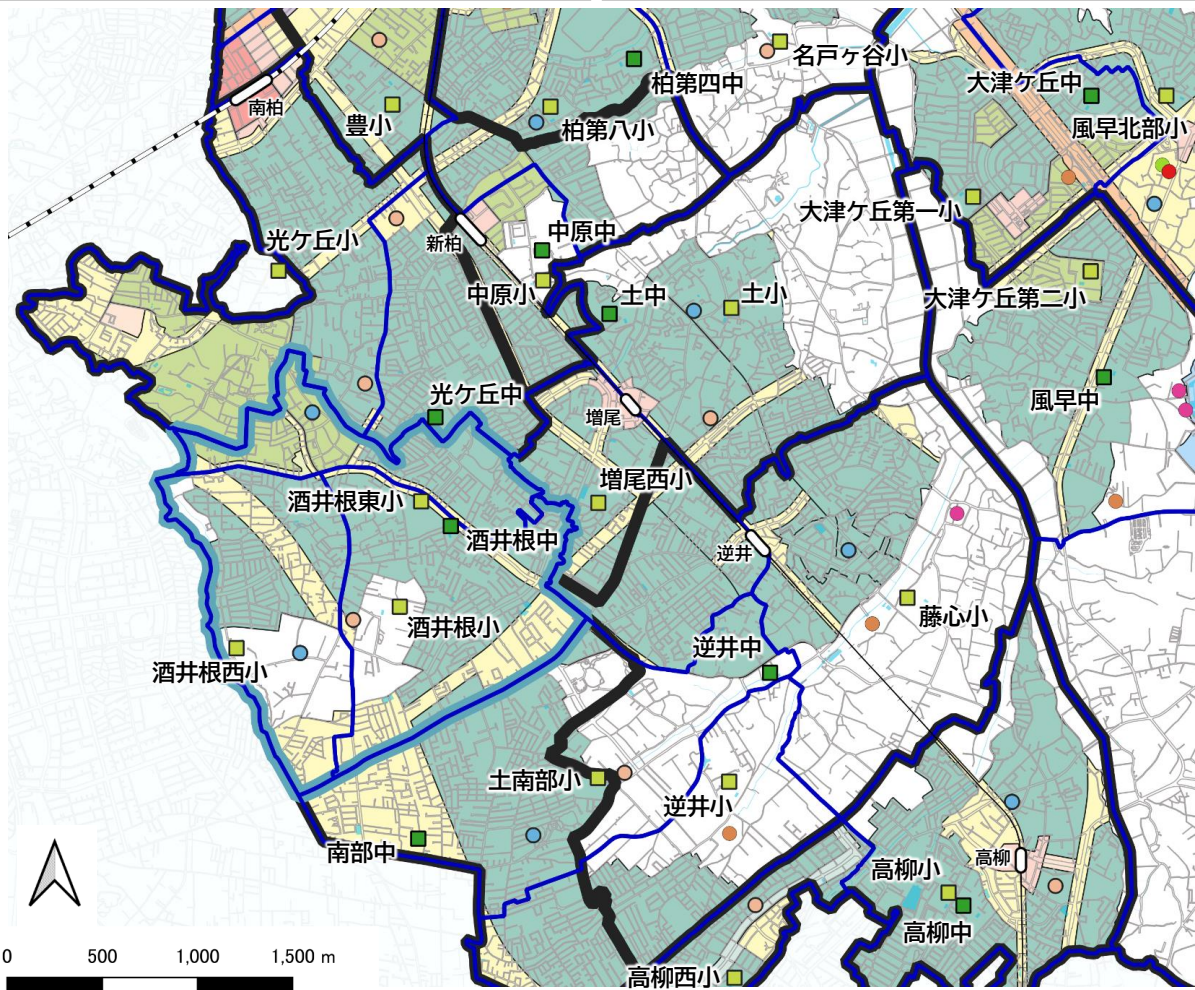 名戸ヶ谷小
柏第四中
大津ケ丘中
南柏
豊小
柏第八小
風早北部小
大津ケ丘第一小
中原中
新柏
光ケ丘小
中原小
土中
土小
大津ケ丘第二小
光ケ丘中
風早中
増尾
増尾西小
酒井根東小
酒井根中
逆井
藤心小
酒井根小
逆井中
酒井根西小
土南部小
逆井小
南部中
高柳
高柳小
高柳中
高柳西小
0 500 1,000 1,500 m